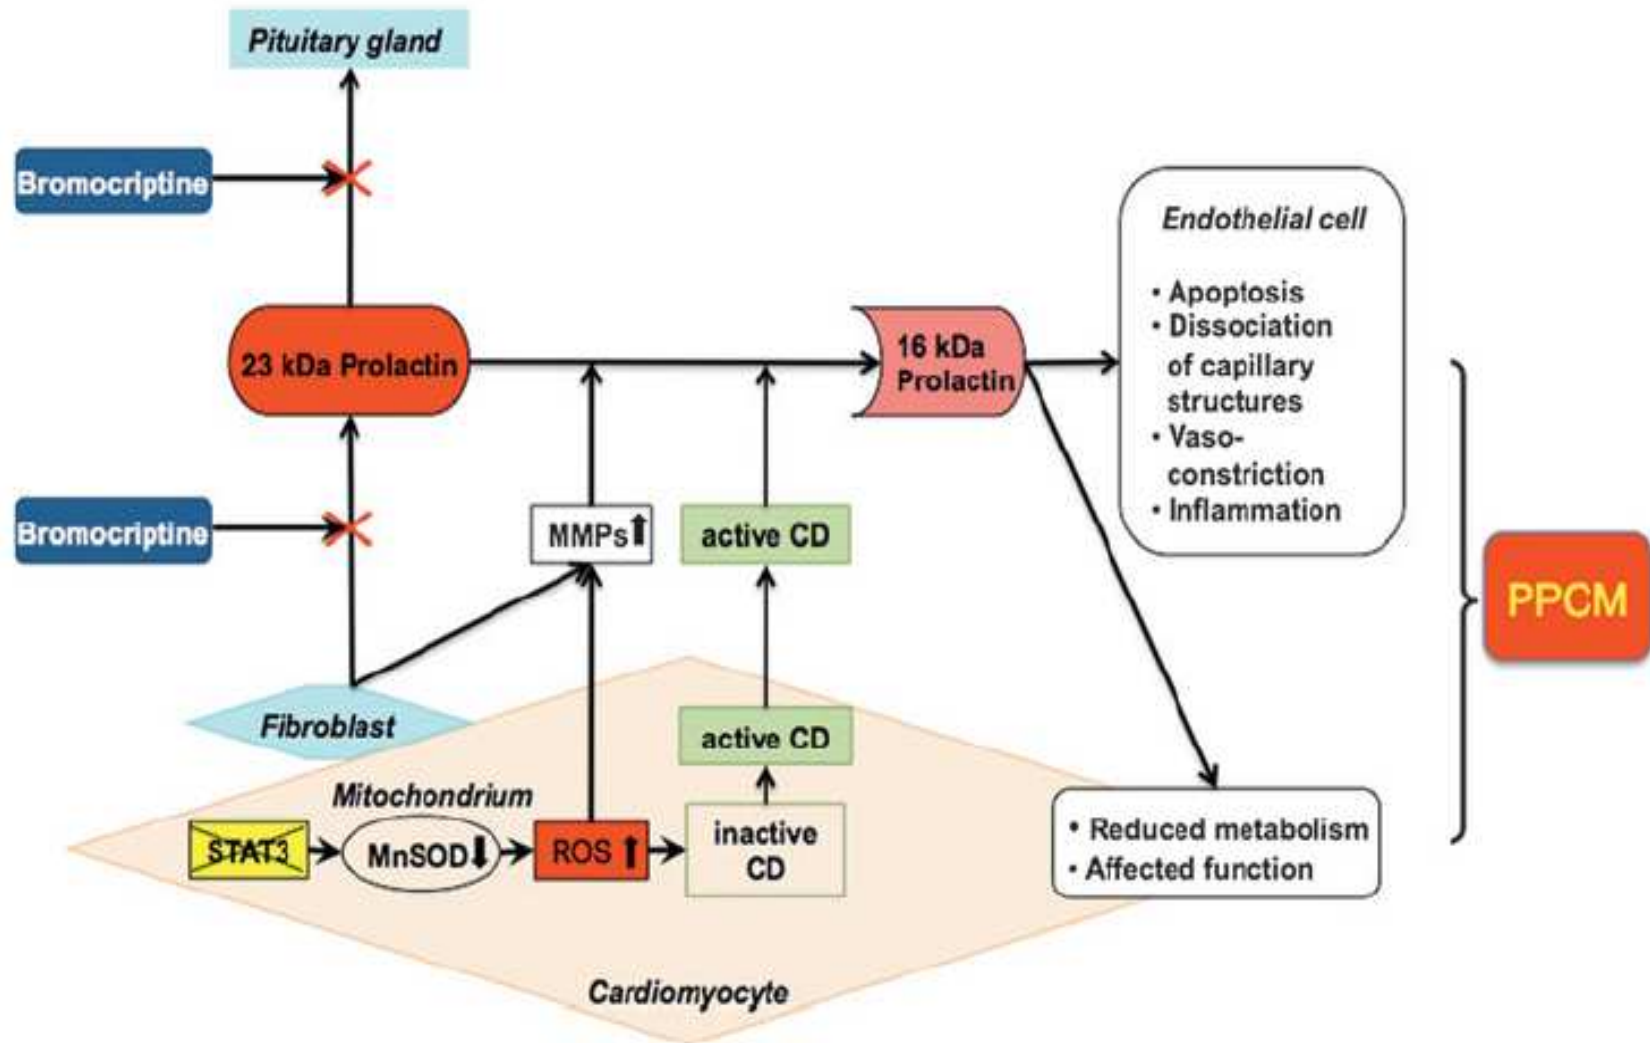 Pituitary gland
Bromocriptine
23 kDa Prolactin
16 kDa
Prolactin
Endothelial cell
• Apoptosis
• Dissociation
of capillary
structures
• Vaso-
constriction
• Inflammation
Bromocriptine
MMPs
active CD
PPCM
Fibroblast
active CD
Mitochondrium
STAT3
MnSOD
ROS
inactive
CD
• Reduced metabolism
• Affected function
Cardiomyocyte